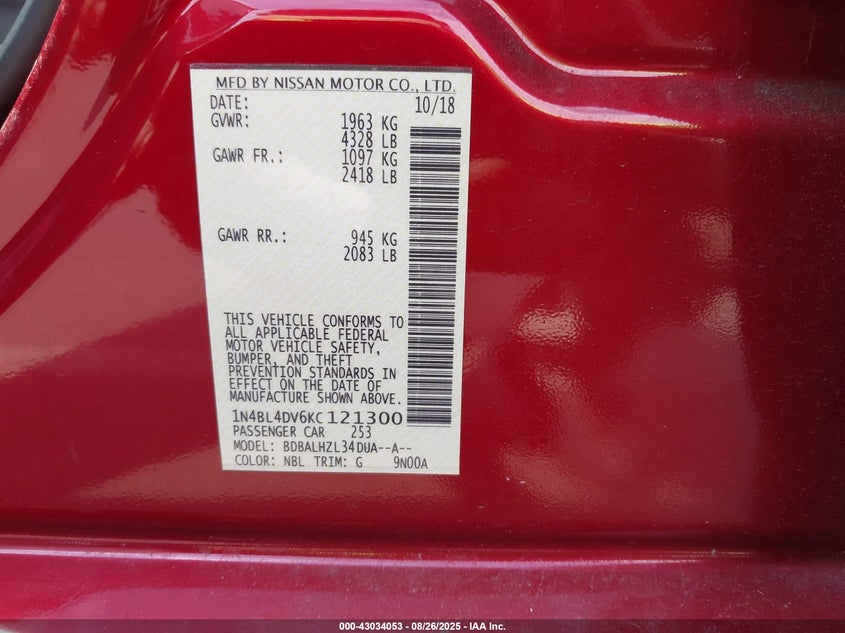 MFD BY NISSAN MOTOR CO., LTD.
DATE: 10/18
GVWR: 1963 KG
4328 LB
GAWR FR.: 1097 KG
2418 LB
GAWR RR.: 945 KG
2083 LB
THIS VEHICLE CONFORMS TO
ALL APPLICABLE FEDERAL
MOTOR VEHICLE SAFETY,
BUMPER, AND THEFT
PREVENTION STANDARDS IN
EFFECT ON THE DATE OF
MANUFACTURE SHOWN ABOVE.
1N4BL4DV6KC121300
PASSENGER CAR 253
MODEL: BDBALHZL34DUA--A--
COLOR: NBL TRIM: G 9N00A
000-43034053 - 08/26/2025 - IAA Inc.